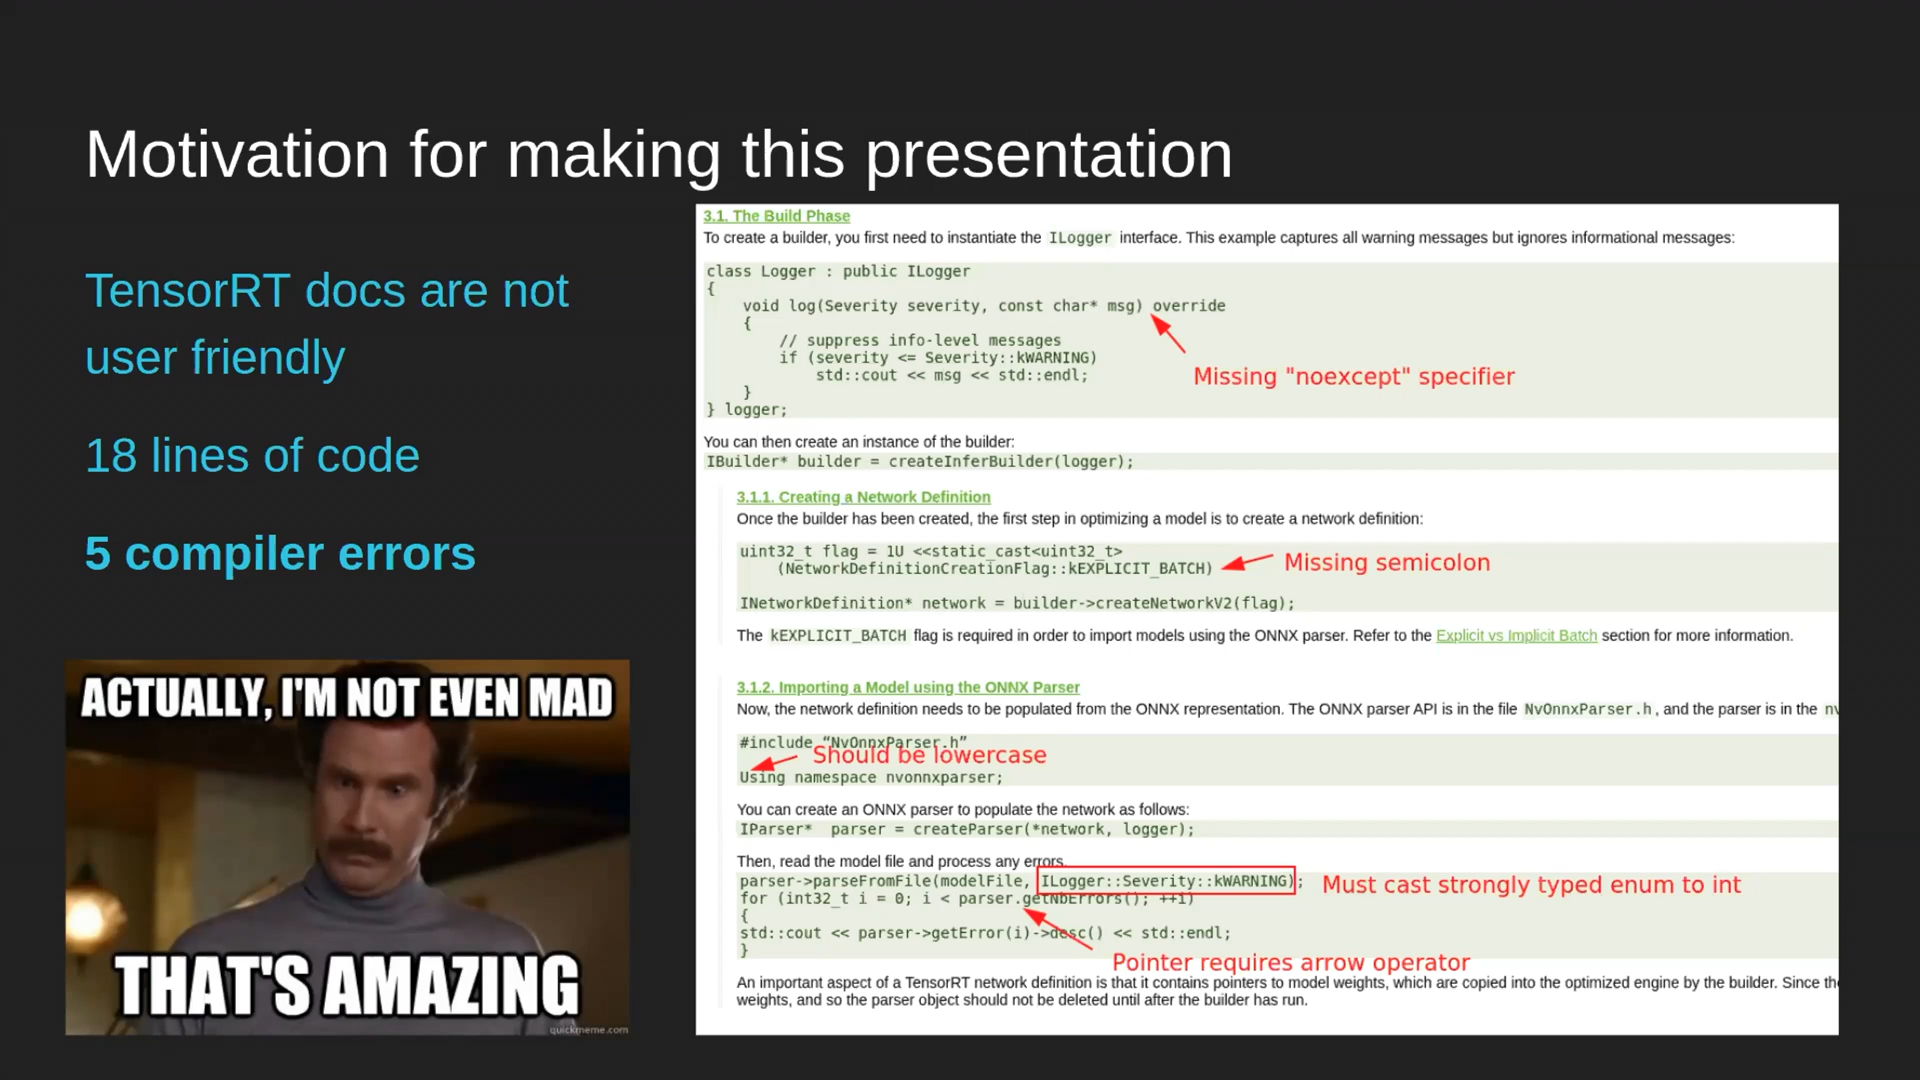 Motivation for making this presentation
TensorRT docs are not
user friendly
18 lines of code
5 compiler errors
ACTUALLY, I'M NOT EVEN MAD
THAT'S AMAZING
quickmeme.com
3.1. The Build Phase
To create a builder, you first need to instantiate the ILogger interface. This example captures all warning messages but ignores informational messages:
class Logger : public ILogger
{
void log(Severity severity, const char* msg) override
{
// suppress info-level messages
if (severity <= Severity::kWARNING)
std::cout << msg << std::endl;
}
} logger;
Missing "noexcept" specifier
You can then create an instance of the builder:
IBuilder* builder = createInferBuilder(logger);
3.1.1. Creating a Network Definition
Once the builder has been created, the first step in optimizing a model is to create a network definition:
uint32_t flag = 1U <<static_cast<uint32_t>
(NetworkDefinitionCreationFlag::kEXPLICIT_BATCH)
Missing semicolon
INetworkDefinition* network = builder->createNetworkV2(flag);
The kEXPLICIT_BATCH flag is required in order to import models using the ONNX parser. Refer to the Explicit vs Implicit Batch section for more information.
3.1.2. Importing a Model using the ONNX Parser
Now, the network definition needs to be populated from the ONNX representation. The ONNX parser API is in the file NvOnnxParser.h, and the parser is in the nv
#include “NvOnnxParser.h”
Should be lowercase
Using namespace nvonnxparser;
You can create an ONNX parser to populate the network as follows:
IParser*  parser = createParser(*network, logger);
Then, read the model file and process any errors.
parser->parseFromFile(modelFile, ILogger::Severity::kWARNING);
Must cast strongly typed enum to int
for (int32_t i = 0; i < parser.getNbErrors(); ++i)
{
std::cout << parser->getError(i)->desc() << std::endl;
}
Pointer requires arrow operator
An important aspect of a TensorRT network definition is that it contains pointers to model weights, which are copied into the optimized engine by the builder. Since th
weights, and so the parser object should not be deleted until after the builder has run.